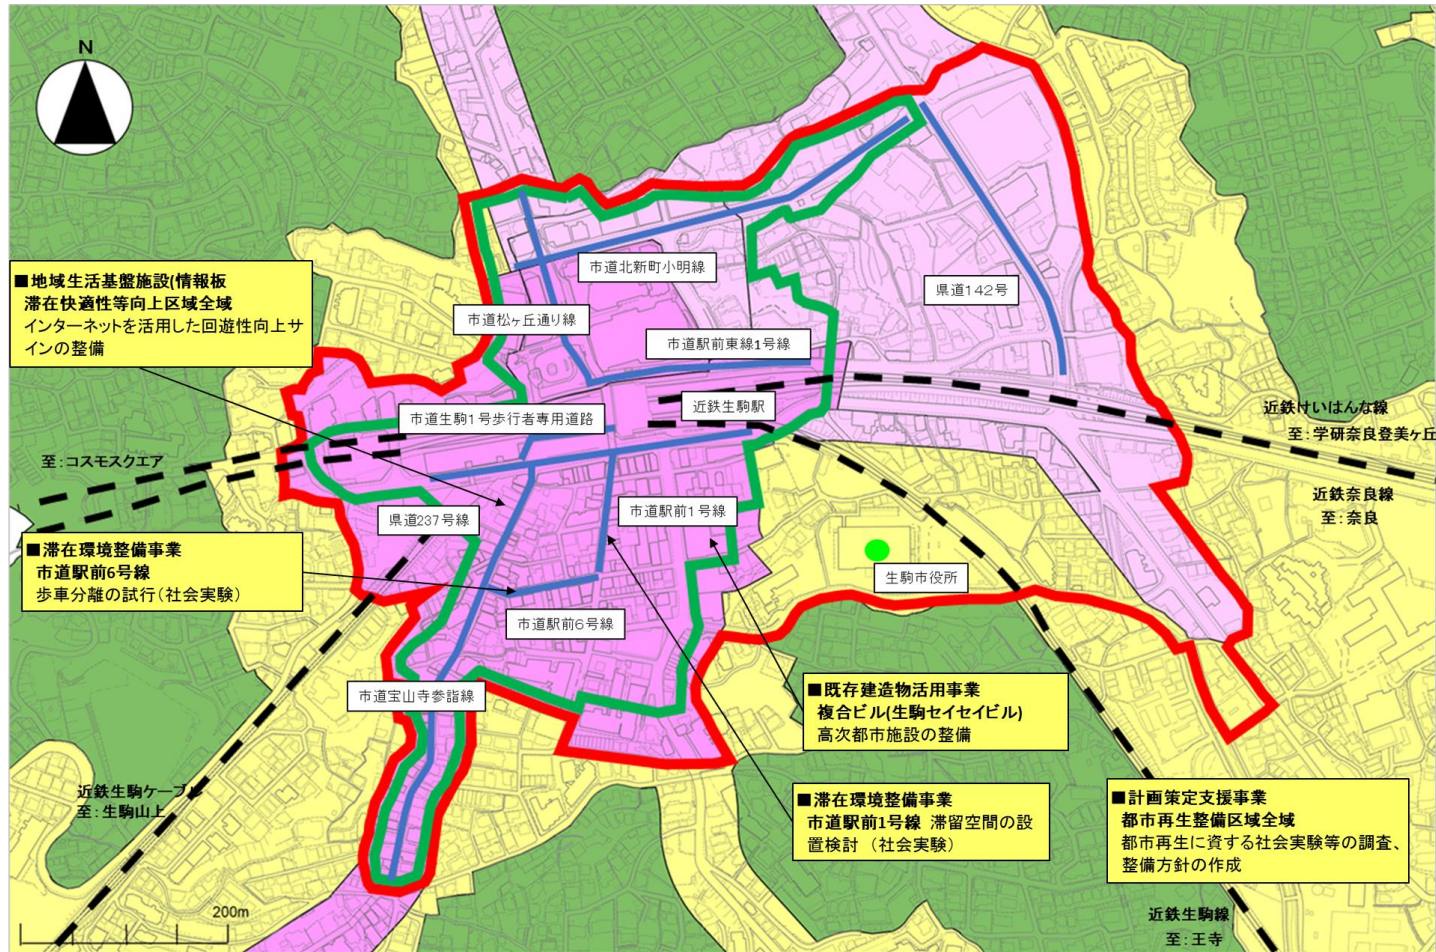 N
市道北新町小明線
県道142号
■地域生活基盤施設(情報板
滞在快適性等向上区域全域
インターネットを活用した回遊性向上サ
インの整備
市道松ヶ丘通り線
市道駅前東線1号線
近鉄生駒駅
市道生駒1号歩行者専用道路
近鉄けいはんな線
至:学研奈良登美ヶ丘
至:コスモスクエア
近鉄奈良線
至:奈良
県道237号線
市道駅前1号線
■滞在環境整備事業
市道駅前6号線
歩車分離の試行(社会実験)
生駒市役所
市道駅前6号線
市道宝山寺参詣線
■既存建造物活用事業
複合ビル(生駒セイセイビル)
高次都市施設の整備
近鉄生駒ケーブル
至:生駒山上
■滞在環境整備事業
市道駅前1号線 滞留空間の設
置検討 (社会実験)
■計画策定支援事業
都市再生整備区域全域
都市再生に資する社会実験等の調査、
整備方針の作成
200m
近鉄生駒線
至:王寺